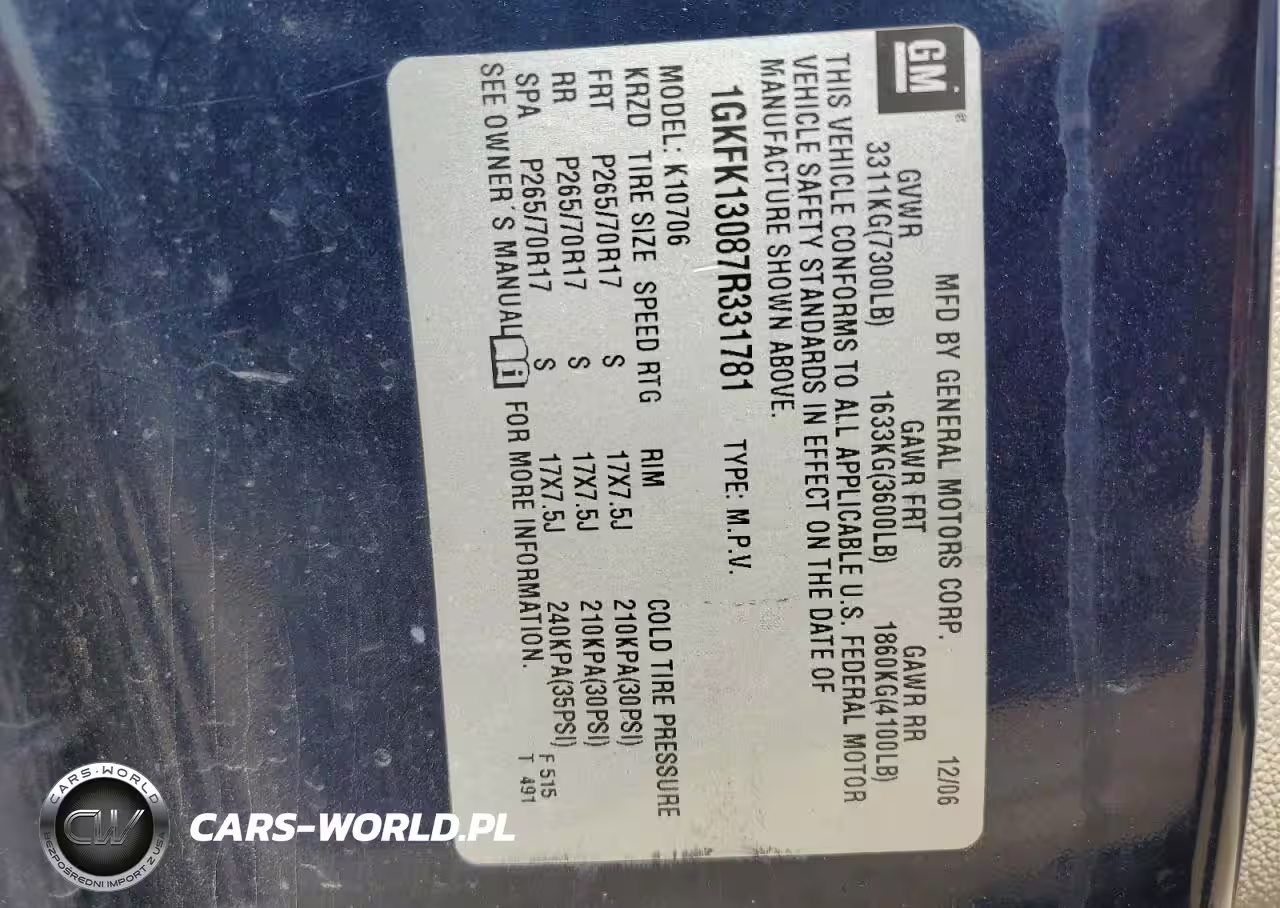 GM
MFD BY GENERAL MOTORS CORP. 12/06
GVWR GAWR FRT GAWR RR
3311KG(7300LB) 1633KG(3600LB) 1860KG(4100LB)
THIS VEHICLE CONFORMS TO ALL APPLICABLE U.S. FEDERAL MOTOR
VEHICLE SAFETY STANDARDS IN EFFECT ON THE DATE OF
MANUFACTURE SHOWN ABOVE.
1GKFK13087R331781 TYPE: M.P.V.
MODEL: K10706
KRZD TIRE SIZE SPEED RTG RIM COLD TIRE PRESSURE
FRT P265/70R17 S 17X7.5J 210KPA(30PSI)
RR P265/70R17 S 17X7.5J 210KPA(30PSI)
SPA P265/70R17 S 17X7.5J 240KPA(35PSI) F 515
SEE OWNER'S MANUAL i FOR MORE INFORMATION. T 491
CARS-WORLD
CW
BEZPOŚREDNI IMPORT Z USA
CARS-WORLD.PL